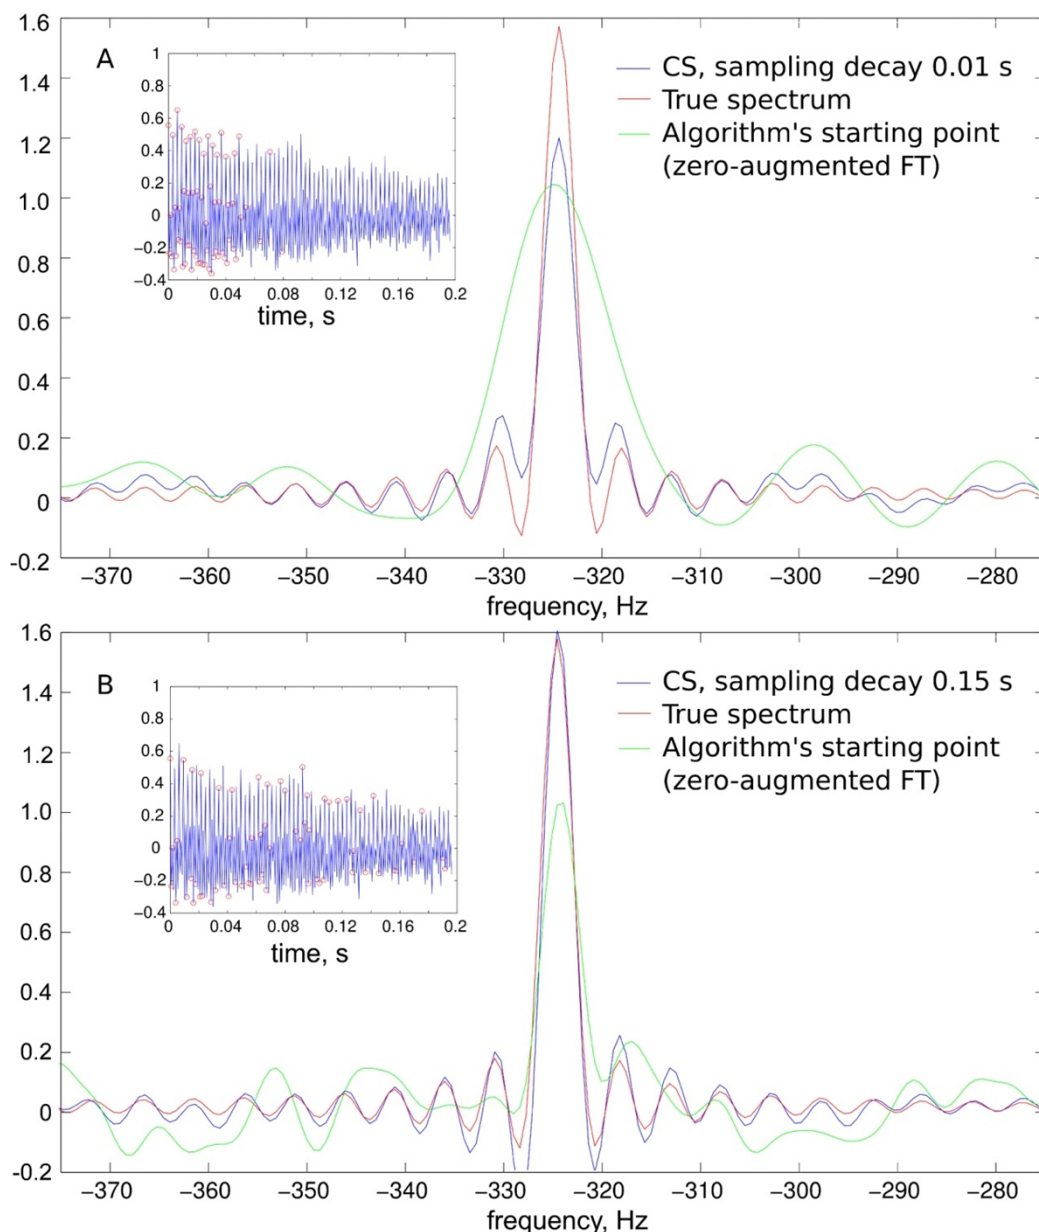 1.6
1.4
1.2
1.0
0.8
0.6
0.4
0.2
0
-0.2
A
1
0.8
0.6
0.4
0.2
0
−0.2
−0.4
0 0.04 0.08 0.12 0.16 0.2
time, s
CS, sampling decay 0.01 s
True spectrum
Algorithm's starting point
(zero-augmented FT)
−370 −360 −350 −340 −330 −320 −310 −300 −290 −280
frequency, Hz
1.6
1.4
1.2
1.0
0.8
0.6
0.4
0.2
0
-0.2
B
1
0.8
0.6
0.4
0.2
0
−0.2
−0.4
0 0.04 0.08 0.12 0.16 0.2
time, s
CS, sampling decay 0.15 s
True spectrum
Algorithm's starting point
(zero-augmented FT)
−370 −360 −350 −340 −330 −320 −310 −300 −290 −280
frequency, Hz